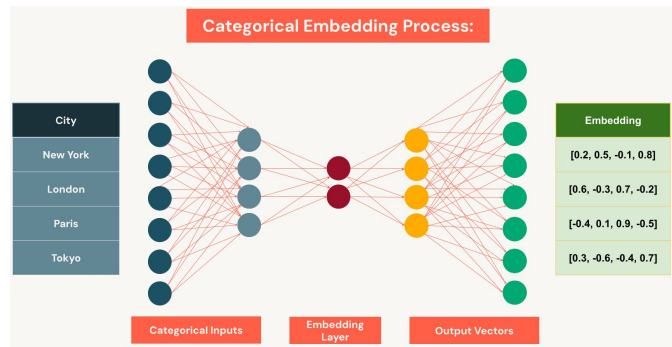 Categorical Embedding Process:
City
New York
London
Paris
Tokyo
Embedding
[0.2, 0.5, -0.1, 0.8]
[0.6, -0.3, 0.7, -0.2]
[-0.4, 0.1, 0.9, -0.5]
[0.3, -0.6, -0.4, 0.7]
Categorical Inputs
Embedding
Layer
Output Vectors